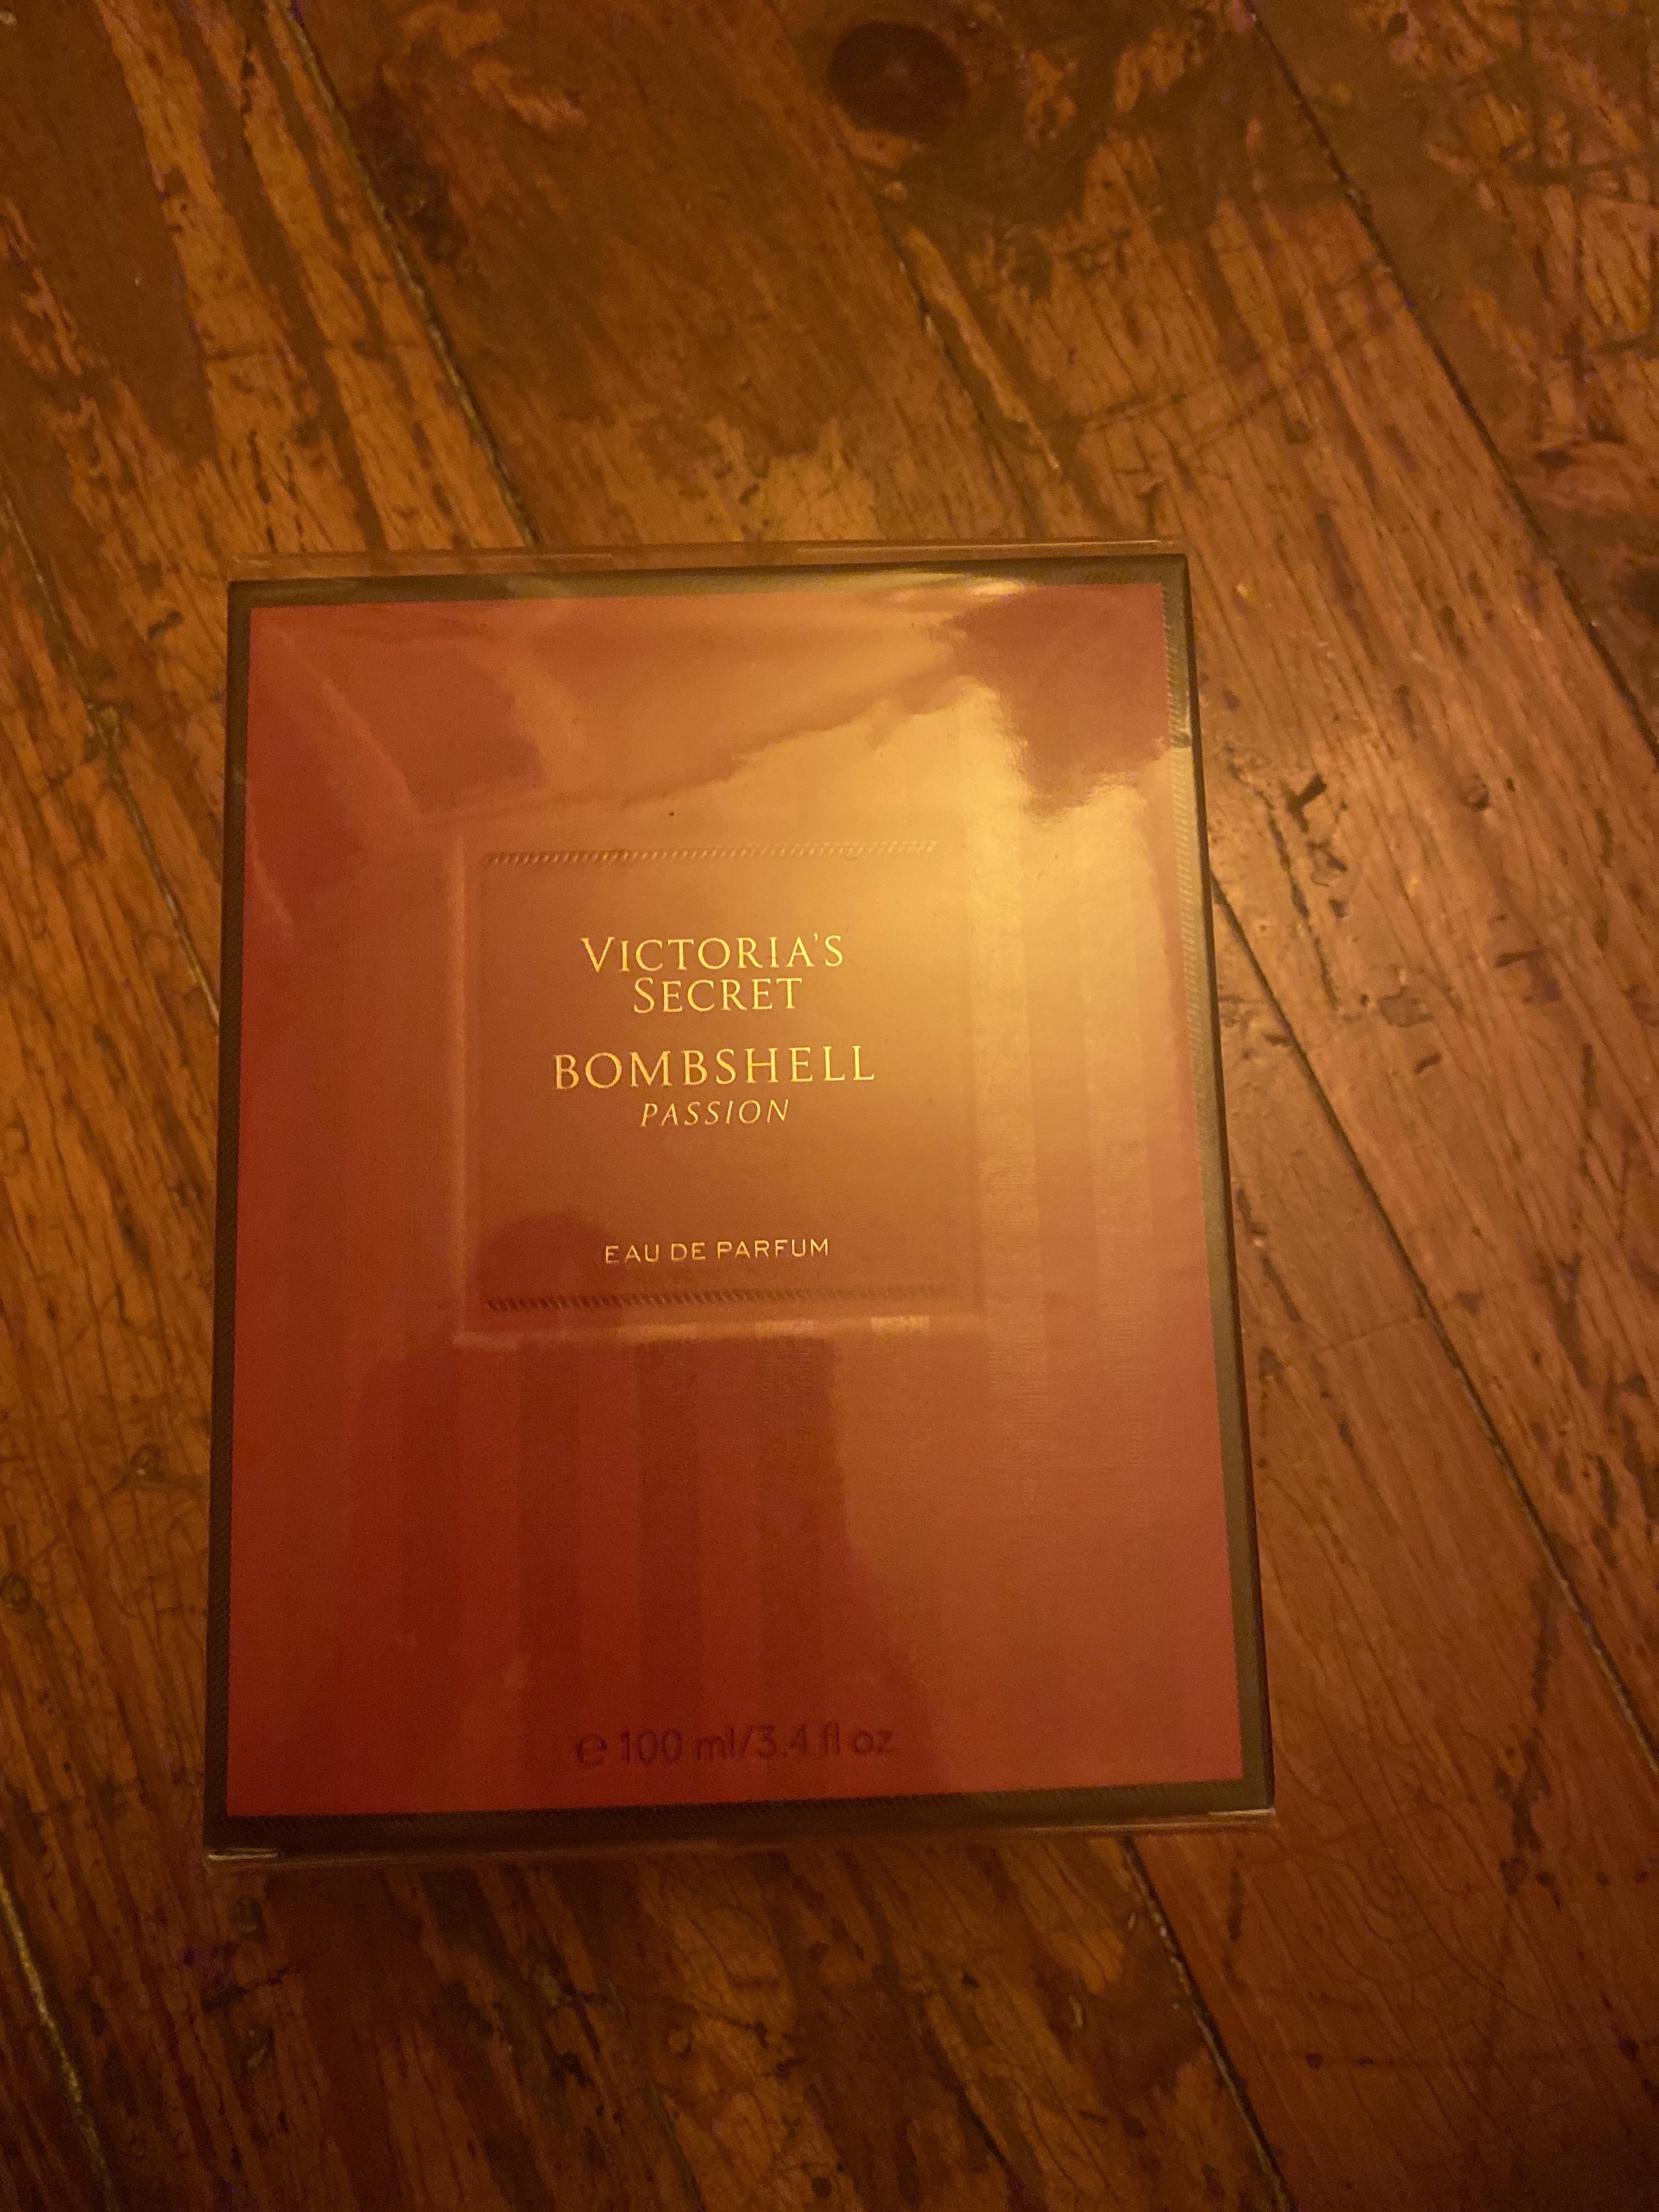 VICTORIA'S
SECRET
BOMBSHELL
PASSION
EAU DE PARFUM
℮ 100 ml/3.4 fl oz